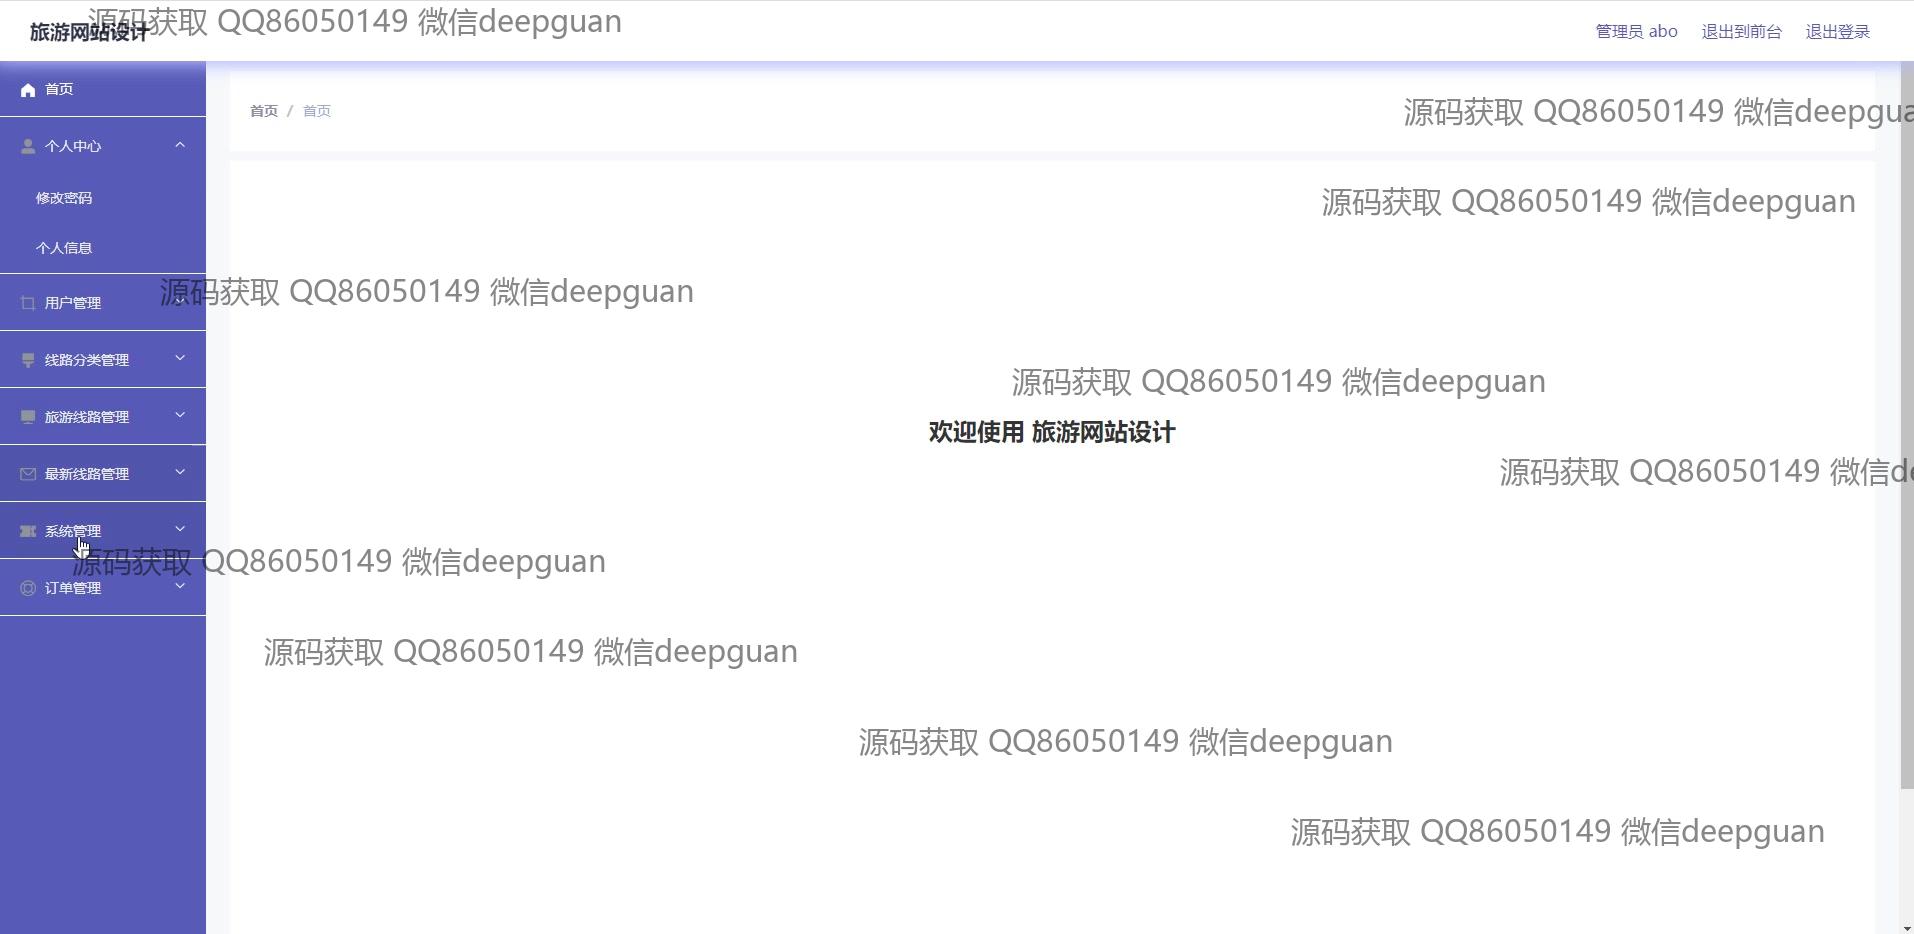 源码获取 QQ86050149 微信deepguan
旅游网站设计
管理员 abo 退出到前台 退出登录
首页
首页 / 首页
源码获取 QQ86050149 微信deepgua
个人中心
修改密码
源码获取 QQ86050149 微信deepguan
个人信息
用户管理
源码获取 QQ86050149 微信deepguan
线路分类管理
源码获取 QQ86050149 微信deepguan
旅游线路管理
欢迎使用 旅游网站设计
最新线路管理
源码获取 QQ86050149 微信de
系统管理
源码获取 QQ86050149 微信deepguan
订单管理
源码获取 QQ86050149 微信deepguan
源码获取 QQ86050149 微信deepguan
源码获取 QQ86050149 微信deepguan